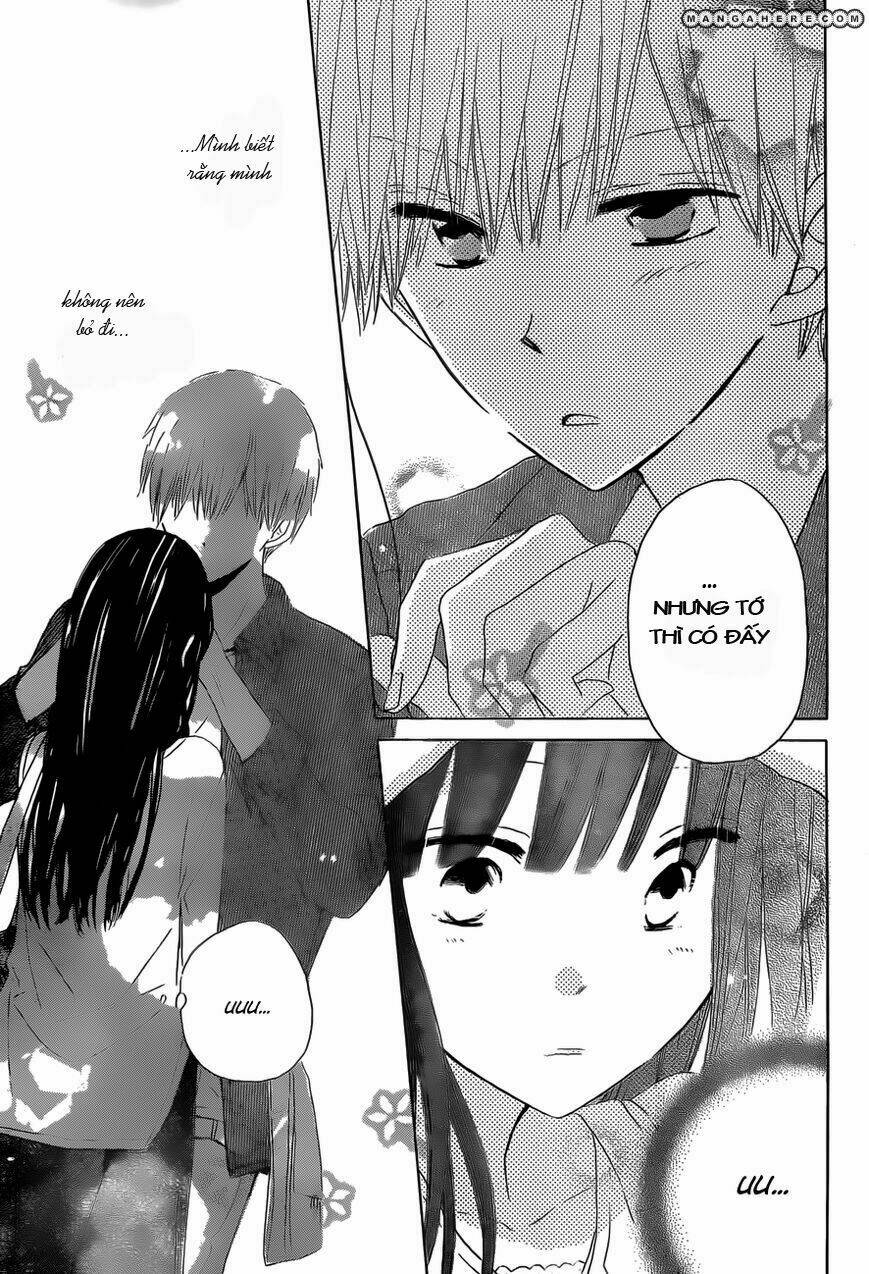 MANGAHERE.COM
...
NHƯNG TỚ
THÌ CÓ ĐẤY
UU...
...Mình biết
rằng mình
không nên
bỏ đi...
UUU...